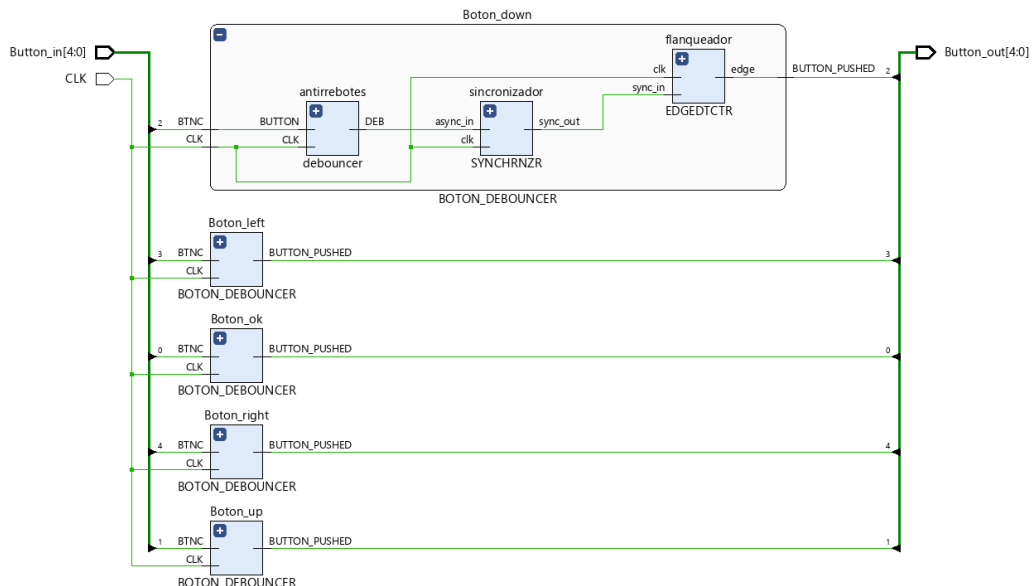 Boton_down
Button_in[4:0]
CLK
flanqueador
clk
edge
sync_in
EDGEDTCTR
BUTTON_PUSHED
2
Button_out[4:0]
antirrebotes
sincronizador
2
BTNC
CLK
BUTTON
CLK
DEB
debouncer
async_in
clk
sync_out
SYNCHRNZR
BOTON_DEBOUNCER
Boton_left
3
BTNC
CLK
BUTTON_PUSHED
3
BOTON_DEBOUNCER
Boton_ok
0
BTNC
CLK
BUTTON_PUSHED
0
BOTON_DEBOUNCER
Boton_right
4
BTNC
CLK
BUTTON_PUSHED
4
BOTON_DEBOUNCER
Boton_up
1
BTNC
CLK
BUTTON_PUSHED
1
BOTON_DEBOUNCER